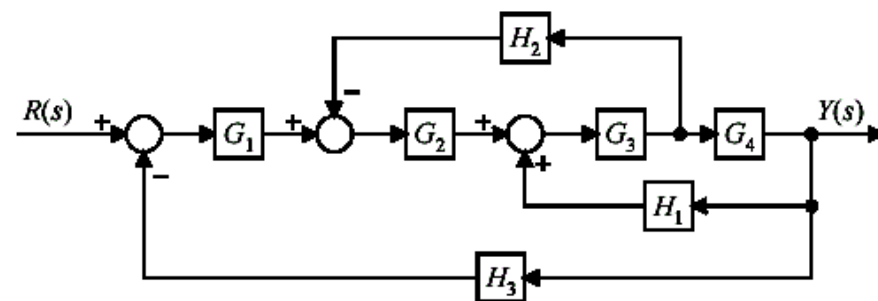 H₂
−
R(s) + G₁ + G₂ + G₃ G₄ Y(s)
− +
H₁
H₃